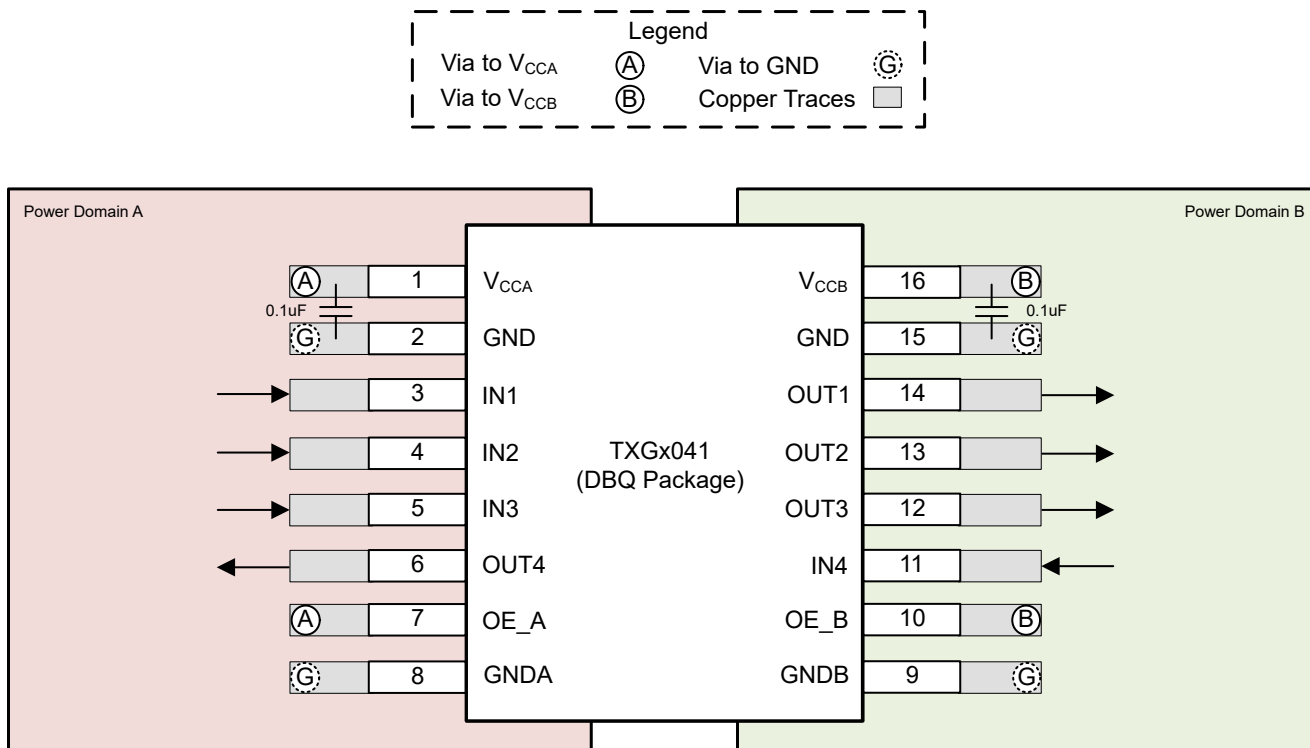 Legend
Via to VCCA A Via to GND G
Via to VCCB B Copper Traces
Power Domain A Power Domain B
A 1 VCCA VCCB 16 B
0.1uF 0.1uF
G 2 GND GND 15 G
3 IN1 OUT1 14
4 IN2 TXGx041 OUT2 13
(DBQ Package)
5 IN3 OUT3 12
6 OUT4 IN4 11
A 7 OE_A OE_B 10 B
G 8 GNDA GNDB 9 G